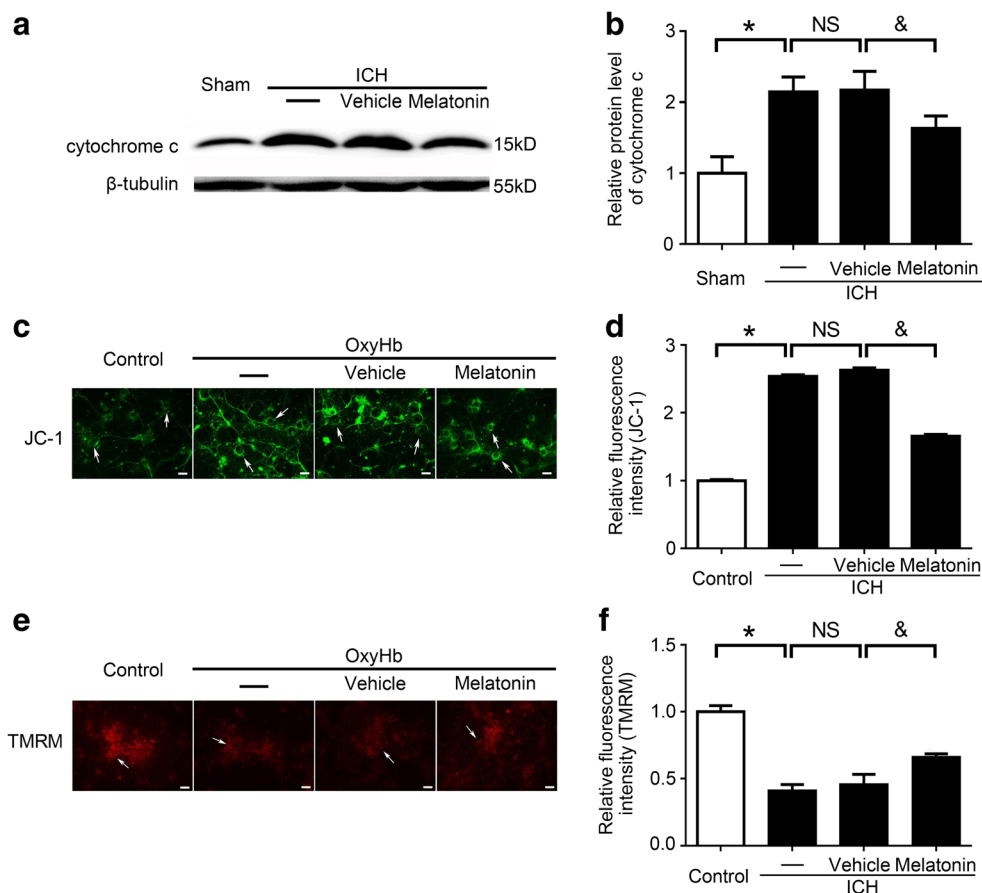 a
ICH
Sham — Vehicle Melatonin
cytochrome c 15kD
β-tubulin 55kD
b
* NS &
Relative protein level
of cytochrome c
3
2
1
0
Sham — Vehicle Melatonin
ICH
c
OxyHb
Control — Vehicle Melatonin
JC-1
d
* NS &
Relative fluorescence
intensity (JC-1)
3
2
1
0
Control — Vehicle Melatonin
ICH
e
OxyHb
Control — Vehicle Melatonin
TMRM
f
* NS &
Relative fluorescence
intensity (TMRM)
1.5
1.0
0.5
0.0
Control — Vehicle Melatonin
ICH